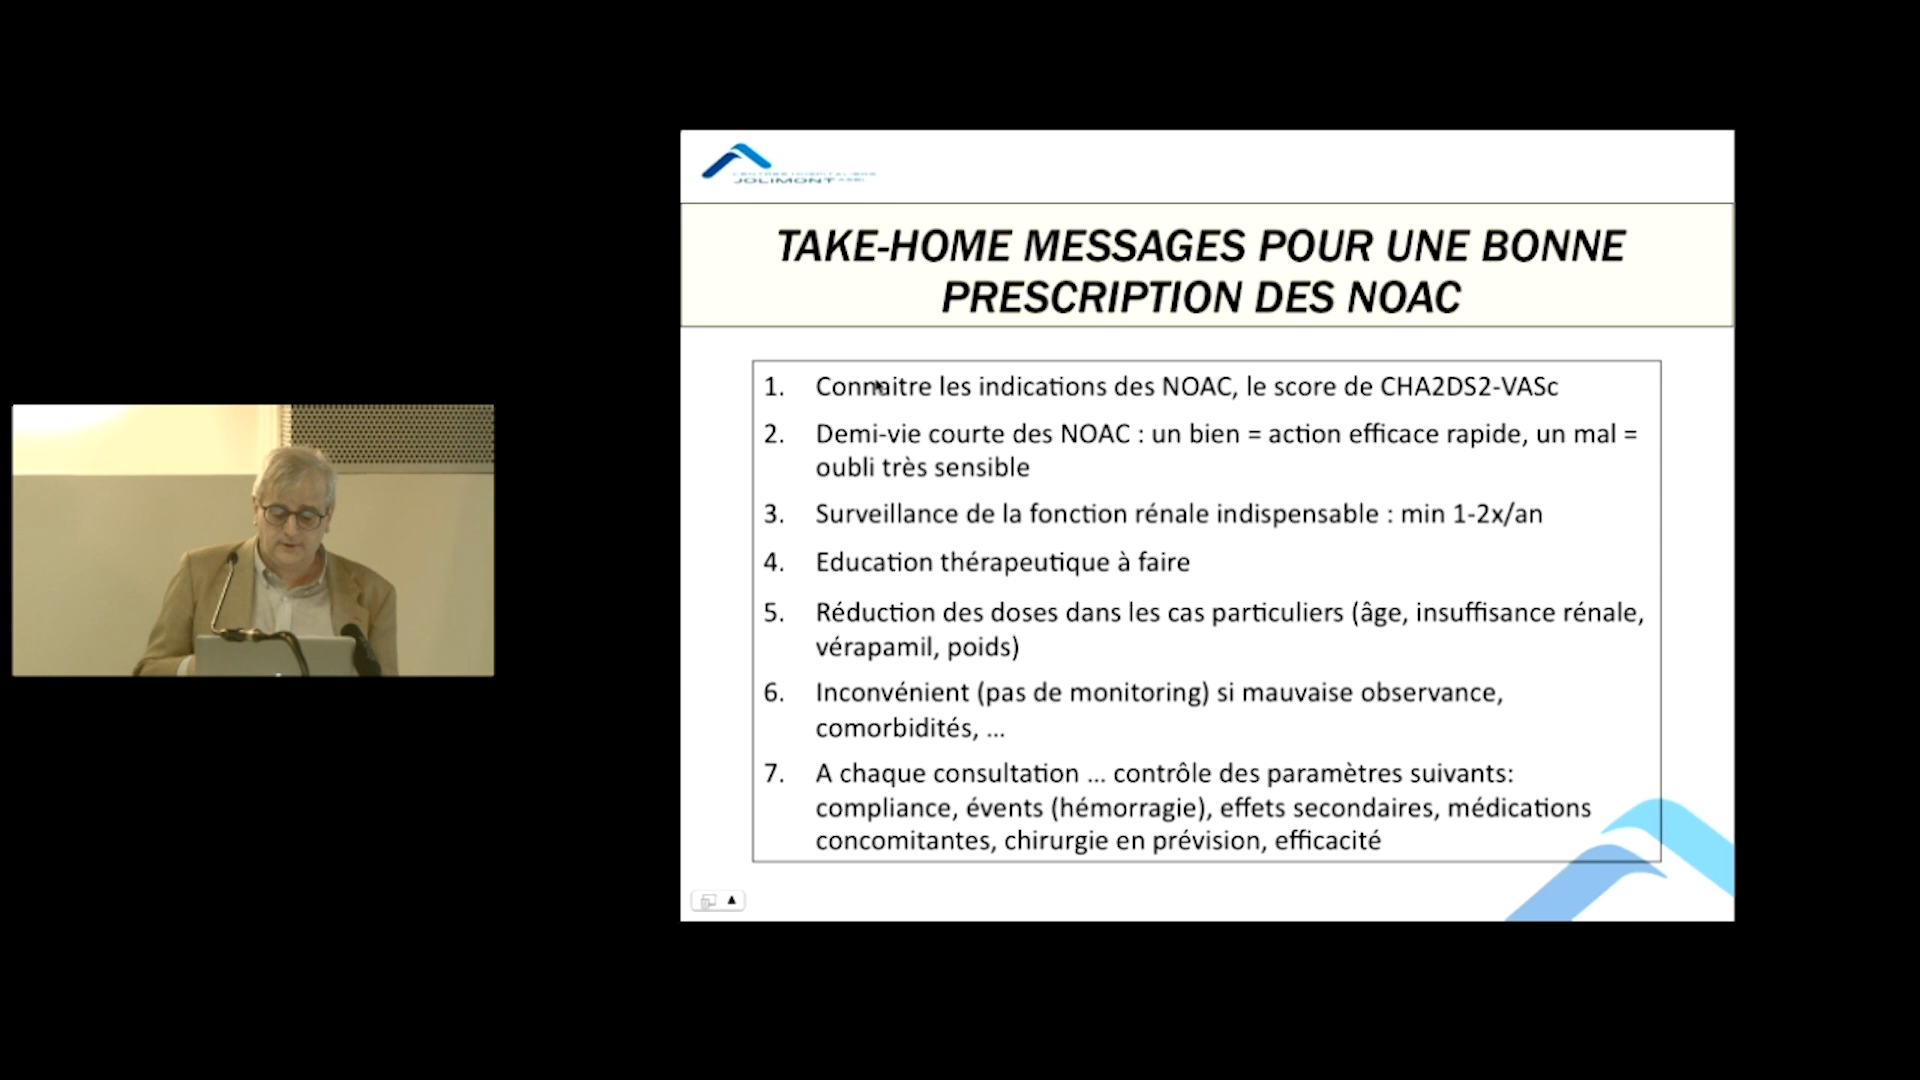 CENTRES HOSPITALIERS
JOLIMONT ASBL
TAKE-HOME MESSAGES POUR UNE BONNE
PRESCRIPTION DES NOAC
1. Connaitre les indications des NOAC, le score de CHA2DS2-VASc
2. Demi-vie courte des NOAC : un bien = action efficace rapide, un mal =
oubli très sensible
3. Surveillance de la fonction rénale indispensable : min 1-2x/an
4. Education thérapeutique à faire
5. Réduction des doses dans les cas particuliers (âge, insuffisance rénale,
vérapamil, poids)
6. Inconvénient (pas de monitoring) si mauvaise observance,
comorbidités, ...
7. A chaque consultation ... contrôle des paramètres suivants:
compliance, évents (hémorragie), effets secondaires, médications
concomitantes, chirurgie en prévision, efficacité